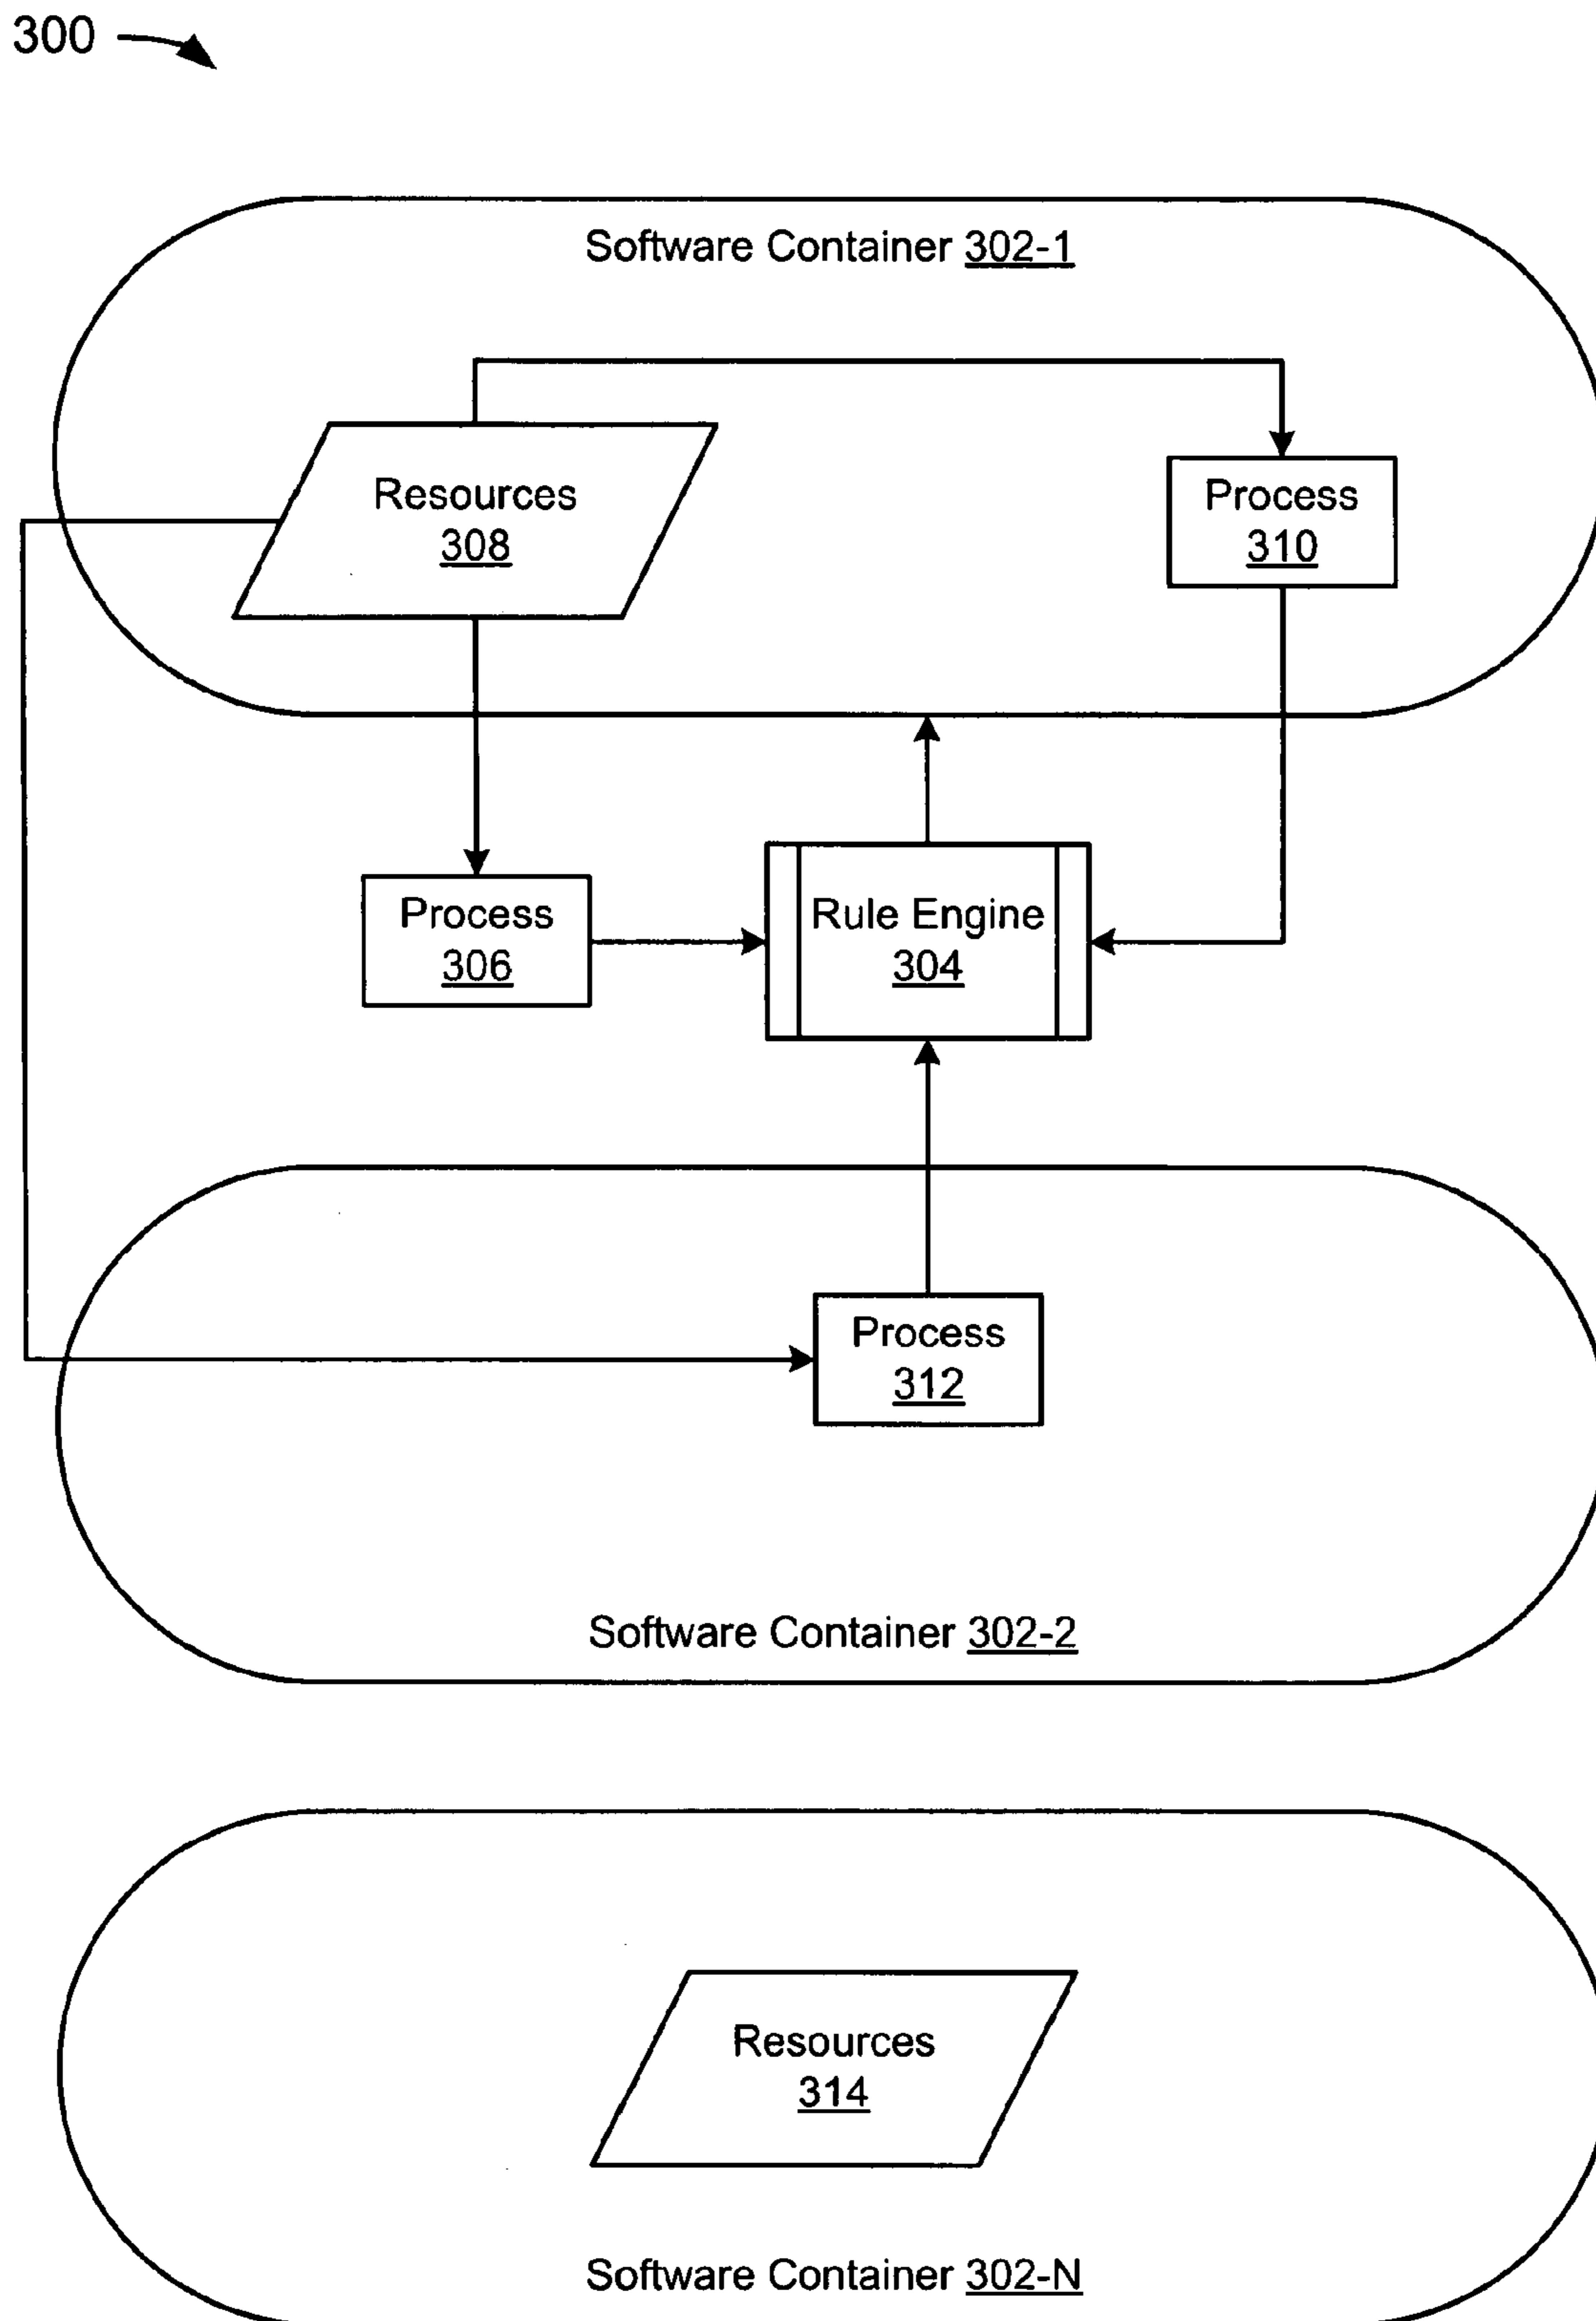 300
Software Container 302-1
Resources
308
Process
310
Process
306
Rule Engine
304
Process
312
Software Container 302-2
Resources
314
Software Container 302-N